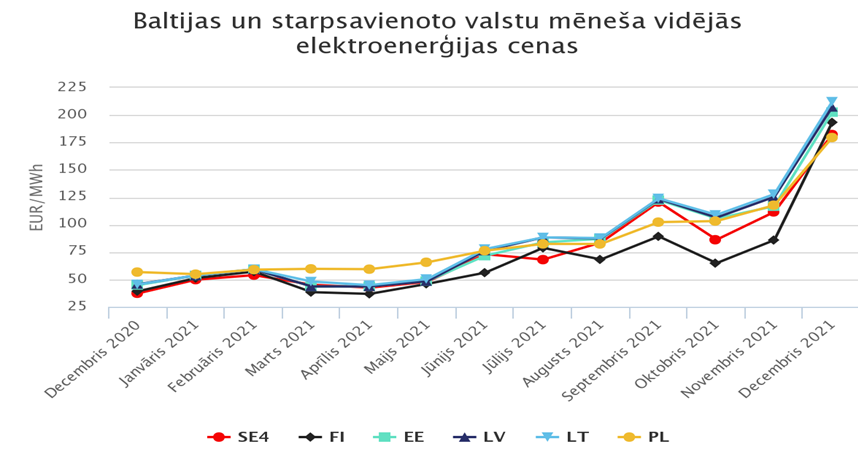 Baltijas un starpsavienoto valstu mēneša vidējās
elektroenerģijas cenas
EUR/MWh
225
200
175
150
125
100
75
50
25
Decembris 2020
Janvāris 2021
Februāris 2021
Marts 2021
Aprīlis 2021
Maijs 2021
Jūnijs 2021
Jūlijs 2021
Augusts 2021
Septembris 2021
Oktobris 2021
Novembris 2021
Decembris 2021
SE4 FI EE LV LT PL